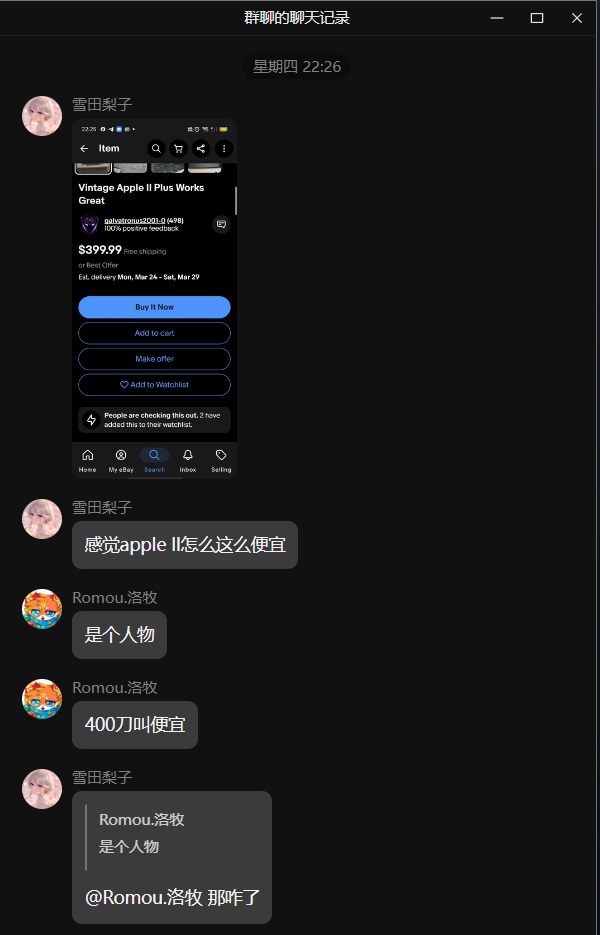 群聊的聊天记录
星期四 22:26
雪田梨子
22:25
Item
Vintage Apple II Plus Works
Great
galvatronus2001-0 (498)
100% positive feedback
$399.99 Free shipping
or Best Offer
Est. delivery Mon, Mar 24 - Sat, Mar 29
Buy It Now
Add to cart
Make offer
Add to Watchlist
People are checking this out. 2 have
added this to their watchlist.
Home My eBay Search Inbox Selling
雪田梨子
感觉apple II怎么这么便宜
Romou.洛牧
是个人物
Romou.洛牧
400刀叫便宜
雪田梨子
Romou.洛牧
是个人物
@Romou.洛牧 那咋了